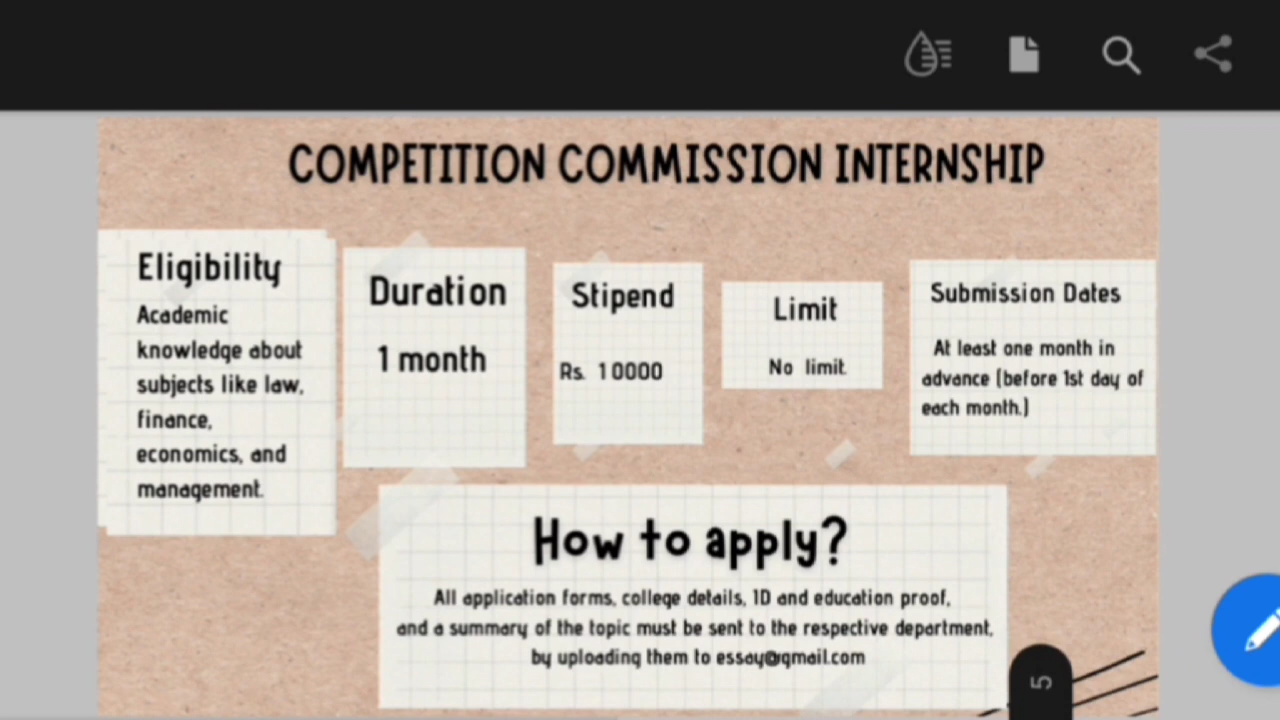 COMPETITION COMMISSION INTERNSHIP
Eligibility
Academic
knowledge about
subjects like law,
finance,
economics, and
management.
Duration
1 month
Stipend
Rs. 10000
Limit
No limit.
Submission Dates
At least one month in
advance (before 1st day of
each month.)
How to apply?
All application forms, college details, ID and education proof,
and a summary of the topic must be sent to the respective department,
by uploading them to essay@gmail.com
5